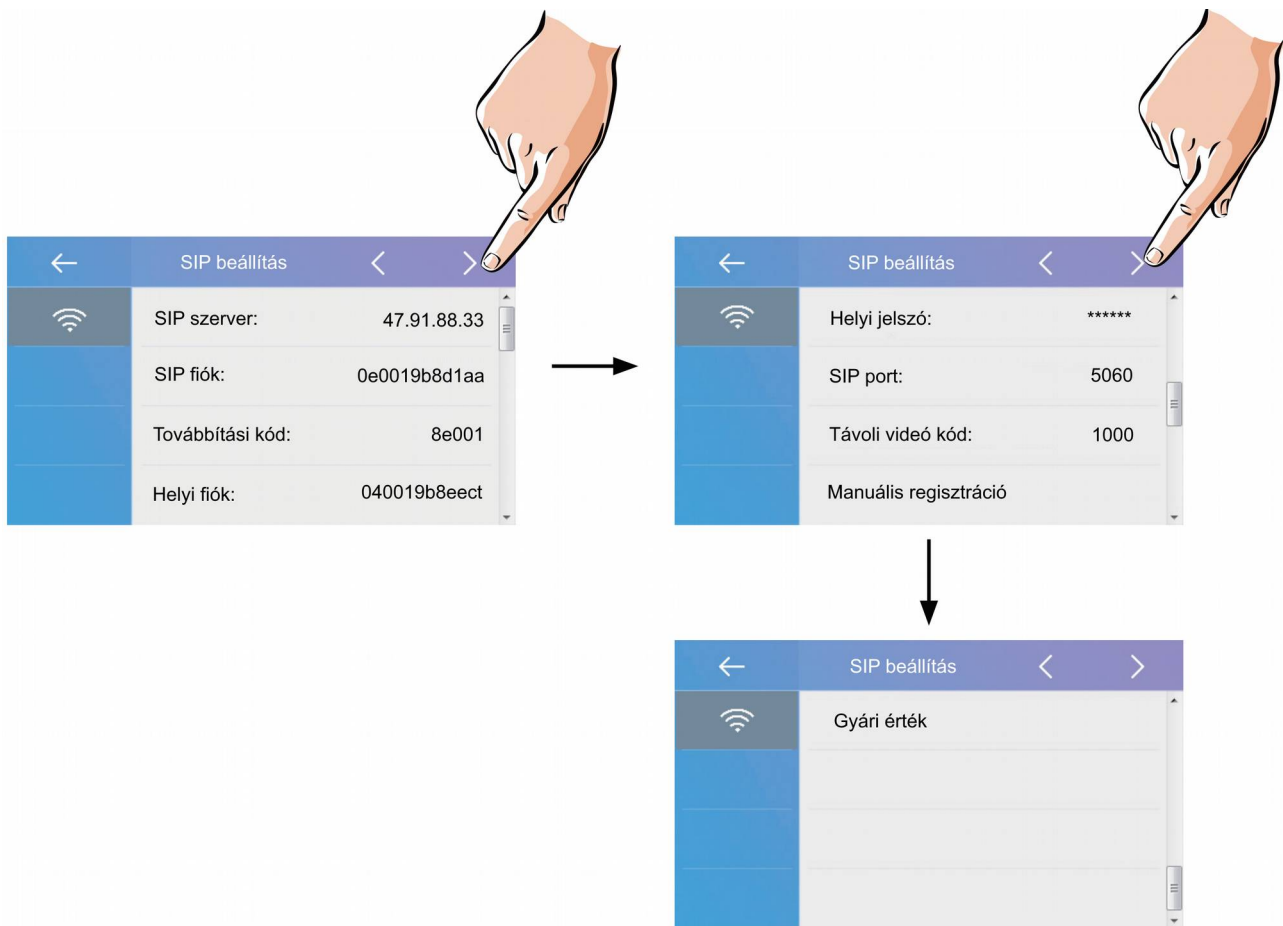 SIP beállítás
SIP szerver: 47.91.88.33
SIP fiók: 0e0019b8d1aa
Továbbítási kód: 8e001
Helyi fiók: 040019b8eect
SIP beállítás
Helyi jelszó: ******
SIP port: 5060
Távoli videó kód: 1000
Manuális regisztráció
SIP beállítás
Gyári érték